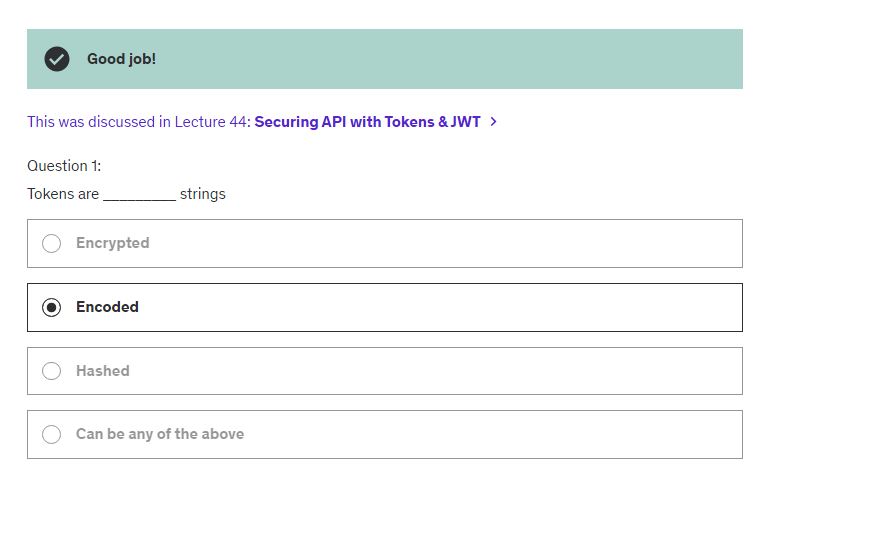 Good job!
This was discussed in Lecture 44: Securing API with Tokens & JWT >
Question 1:
Tokens are _________ strings
Encrypted
Encoded
Hashed
Can be any of the above